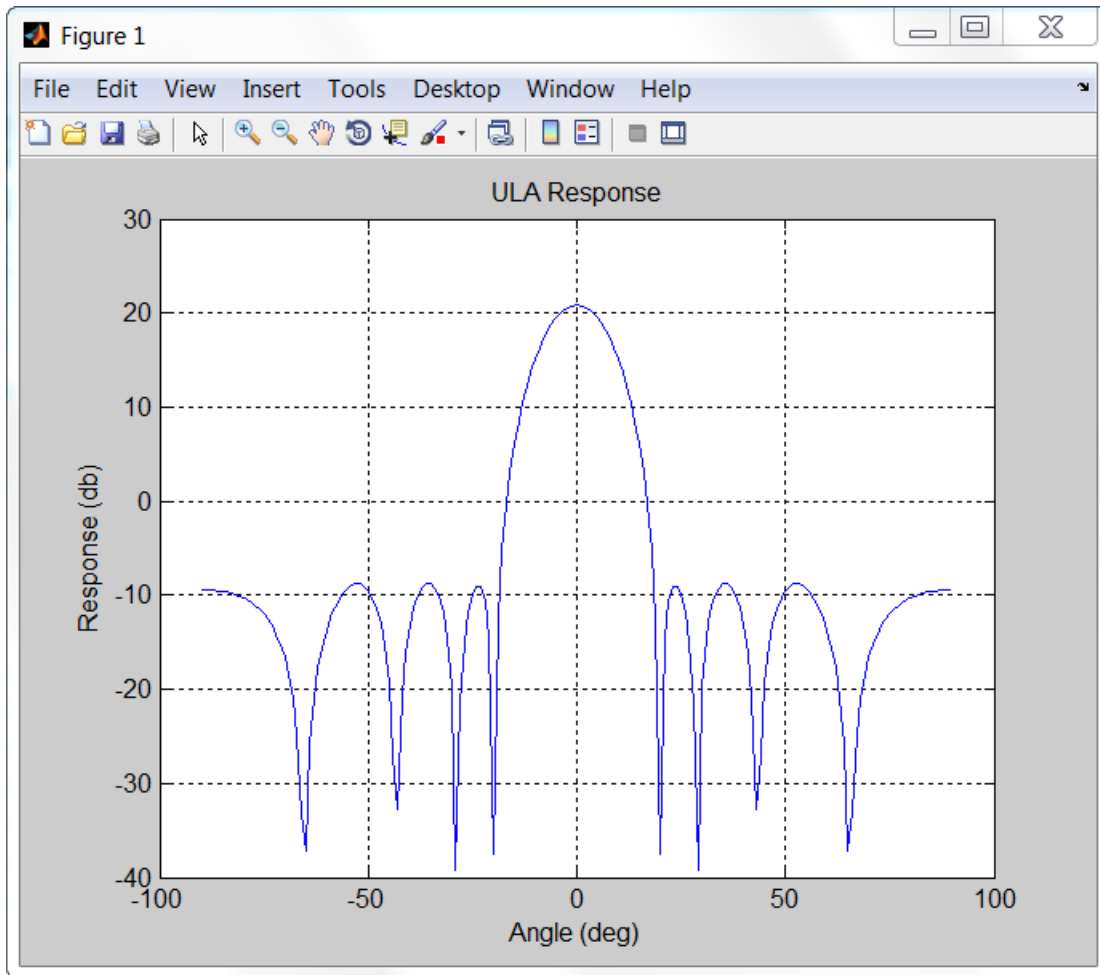 Figure 1
File Edit View Insert Tools Desktop Window Help
ULA Response
30
20
10
0
-10
-20
-30
-40
Response (db)
-100 -50 0 50 100
Angle (deg)